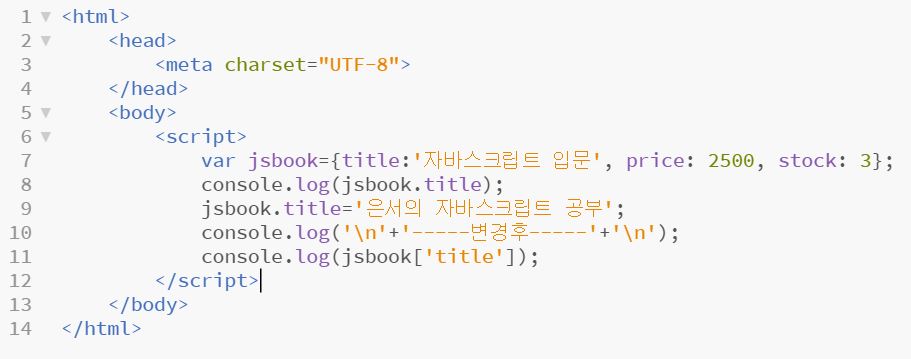 1 ▼ <html>
2 ▼ <head>
3 <meta charset="UTF-8">
4 </head>
5 ▼ <body>
6 ▼ <script>
7 var jsbook={title:'자바스크립트 입문', price: 2500, stock: 3};
8 console.log(jsbook.title);
9 jsbook.title='은서의 자바스크립트 공부';
10 console.log('\n'+'-----변경후-----'+'\n');
11 console.log(jsbook['title']);
12 </script>
13 </body>
14 </html>